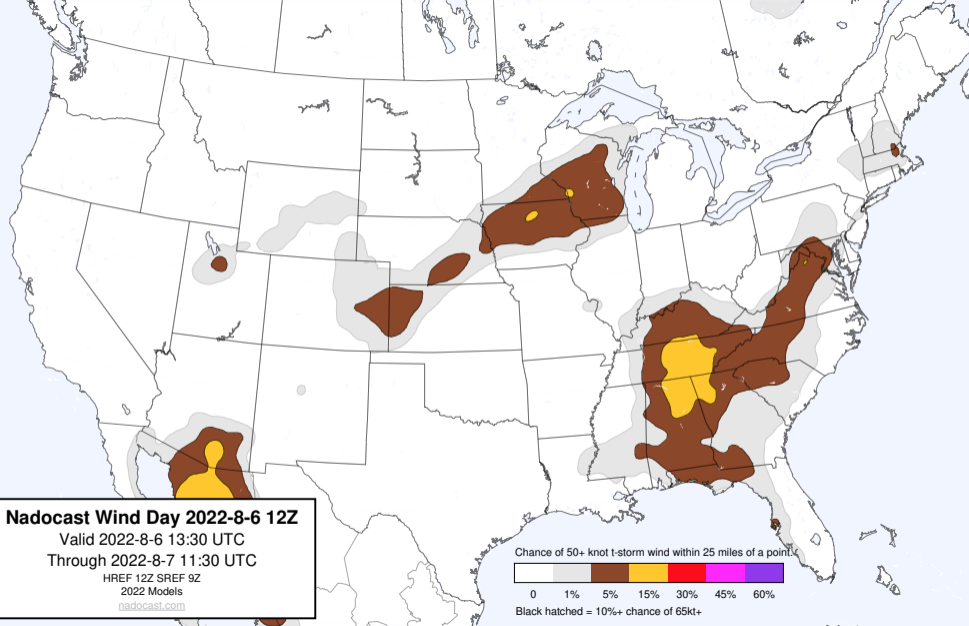 Nadocast Wind Day 2022-8-6 12Z
Valid 2022-8-6 13:30 UTC
Through 2022-8-7 11:30 UTC
HREF 12Z SREF 9Z
2022 Models
nadocast.com
Chance of 50+ knot t-storm wind within 25 miles of a point.
0 1% 5% 15% 30% 45% 60%
Black hatched = 10%+ chance of 65kt+